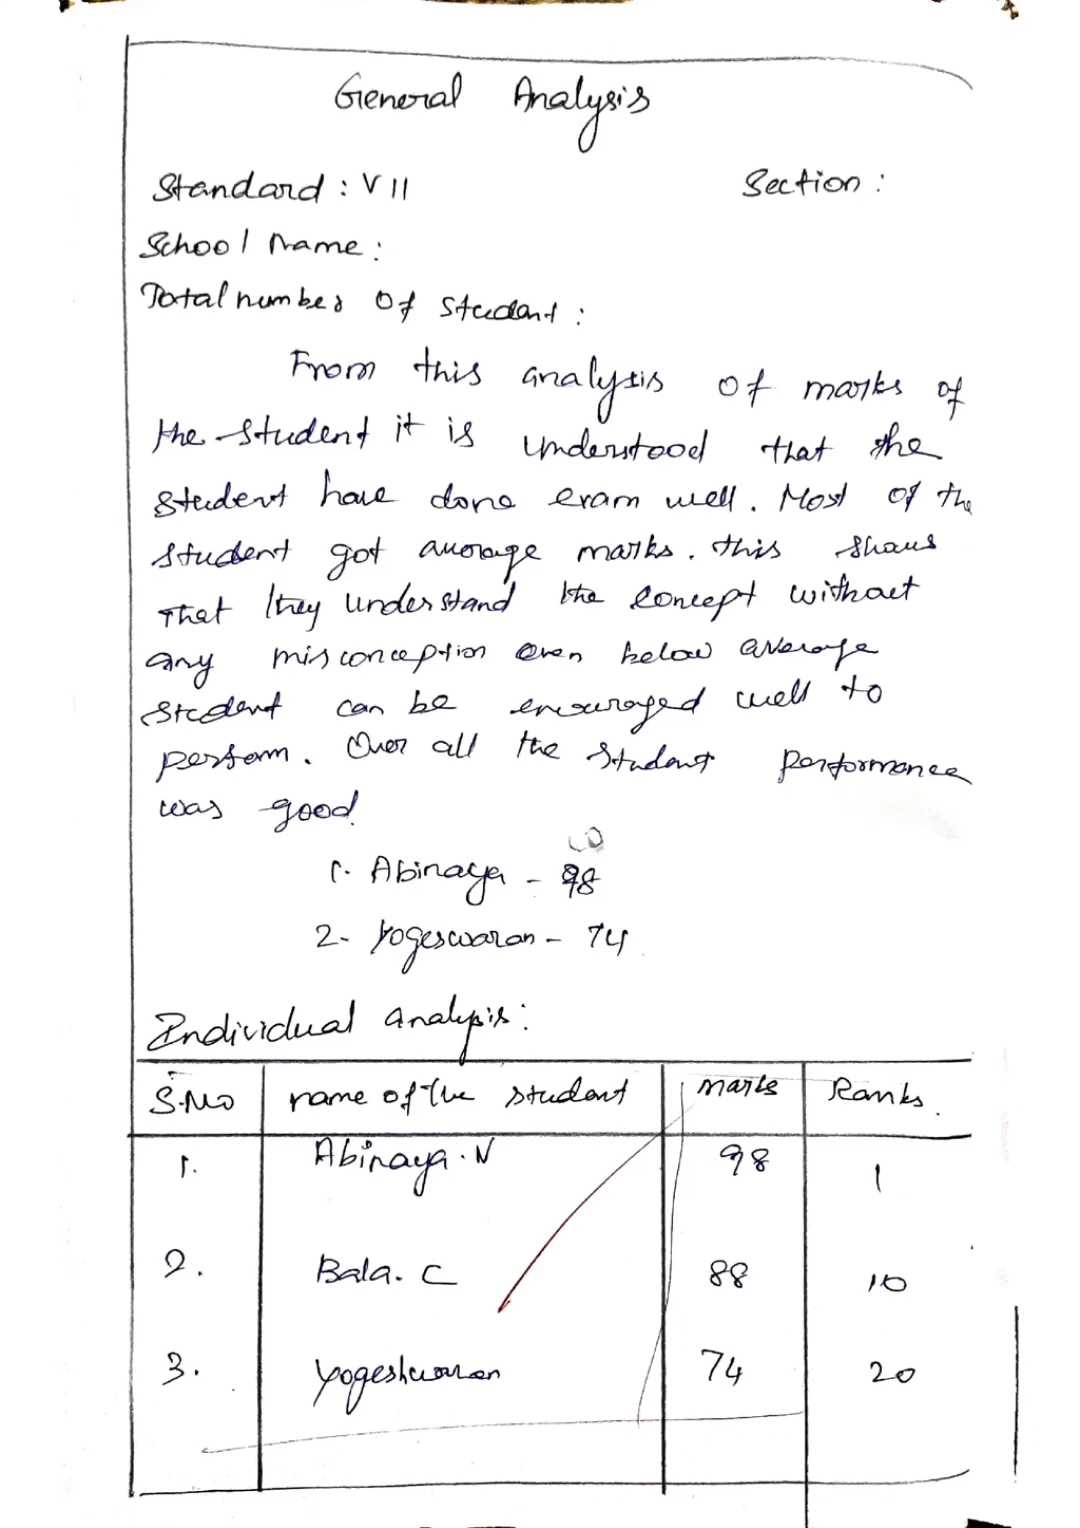 General Analysis
Standard : VII Section :
School Name :
Total number of student :
From this analysis of marks of
the student it is understood that the
student have done exam well. Most of the
student got average marks. this shows
That they understand the concept without
any misconception even below average
student can be encouraged well to
perform. Over all the student performance
was good.
1. Abinaya - 98
2- Yogeswaran - 74
Individual analysis :
S.No name of the student marks Ranks.
1. Abinaya. N 98 1
2. Bala. C 88 10
3. Yogeshwaran 74 20